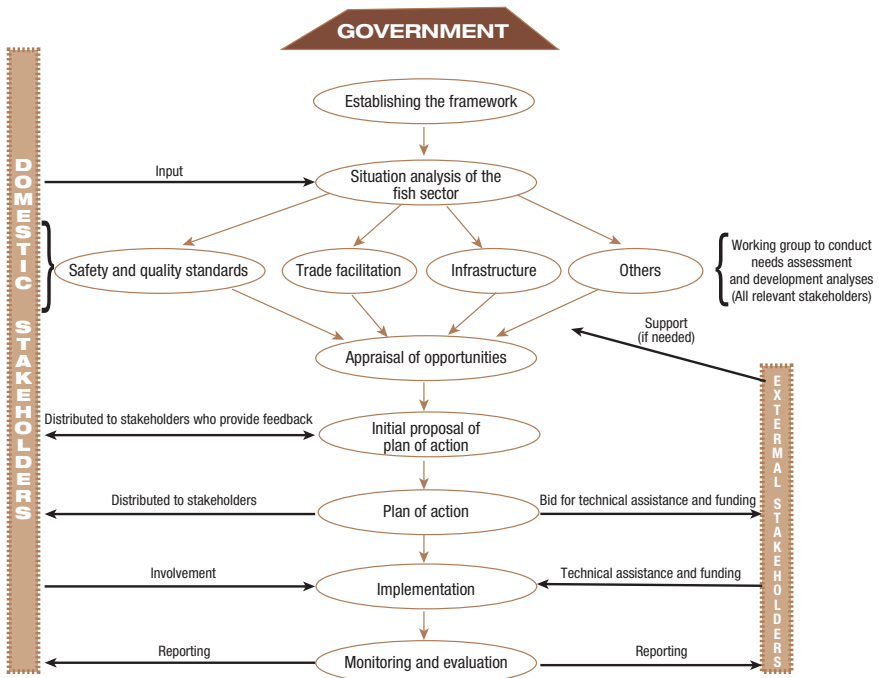 GOVERNMENT
Establishing the framework
DOMESTIC STAKEHOLDERS
Input
Situation analysis of the
fish sector
Safety and quality standards
Trade facilitation
Infrastructure
Others
Working group to conduct
needs assessment
and development analyses
(All relevant stakeholders)
Support
(if needed)
Appraisal of opportunities
EXTERMAL STAKEHOLDERS
Distributed to stakeholders who provide feedback
Initial proposal of
plan of action
Distributed to stakeholders
Plan of action
Bid for technical assistance and funding
Involvement
Implementation
Technical assistance and funding
Reporting
Monitoring and evaluation
Reporting